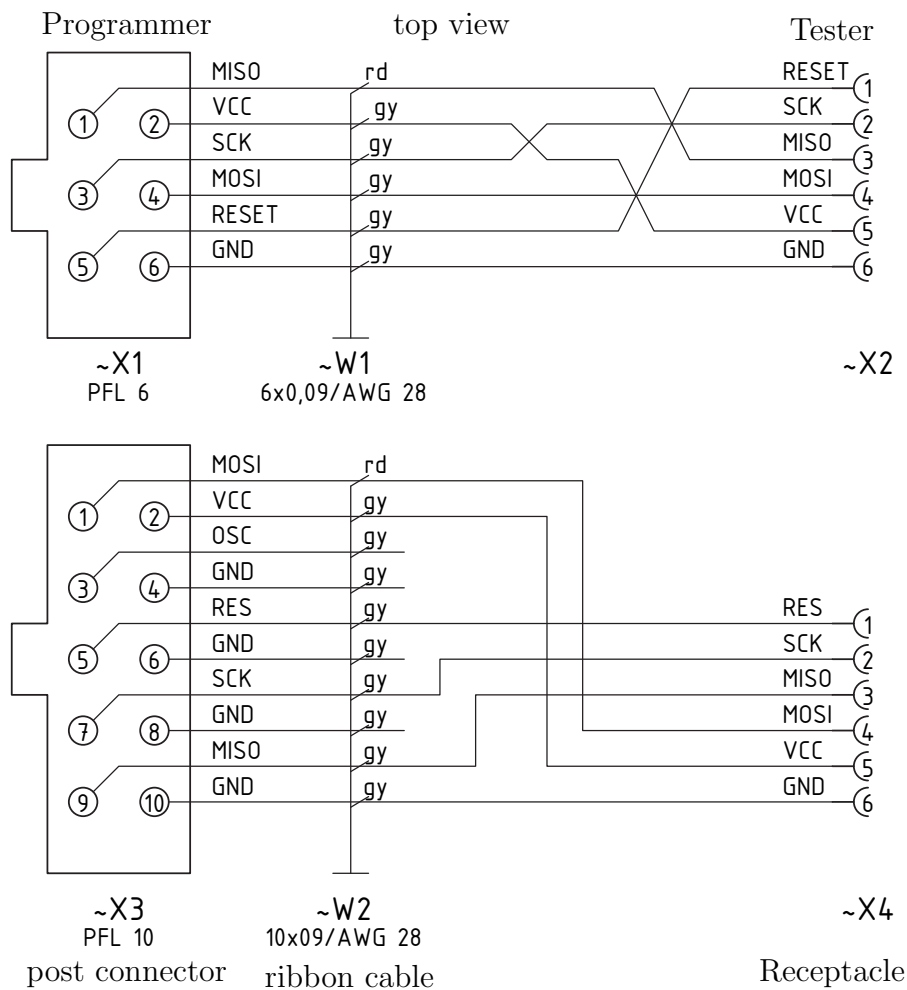 Programmer top view Tester
MISO rd RESET 1
VCC gy SCK 2
1 2
SCK gy MISO 3
MOSI gy MOSI 4
3 4
RESET gy VCC 5
GND gy GND 6
5 6
~X1 ~W1 ~X2
PFL 6 6x0,09/AWG 28
MOSI rd
VCC gy
1 2
OSC gy
GND gy
3 4
RES gy RES 1
GND gy SCK 2
5 6
SCK gy MISO 3
GND gy MOSI 4
7 8
MISO gy VCC 5
GND gy GND 6
9 10
~X3 ~W2 ~X4
PFL 10 10x09/AWG 28
post connector ribbon cable Receptacle